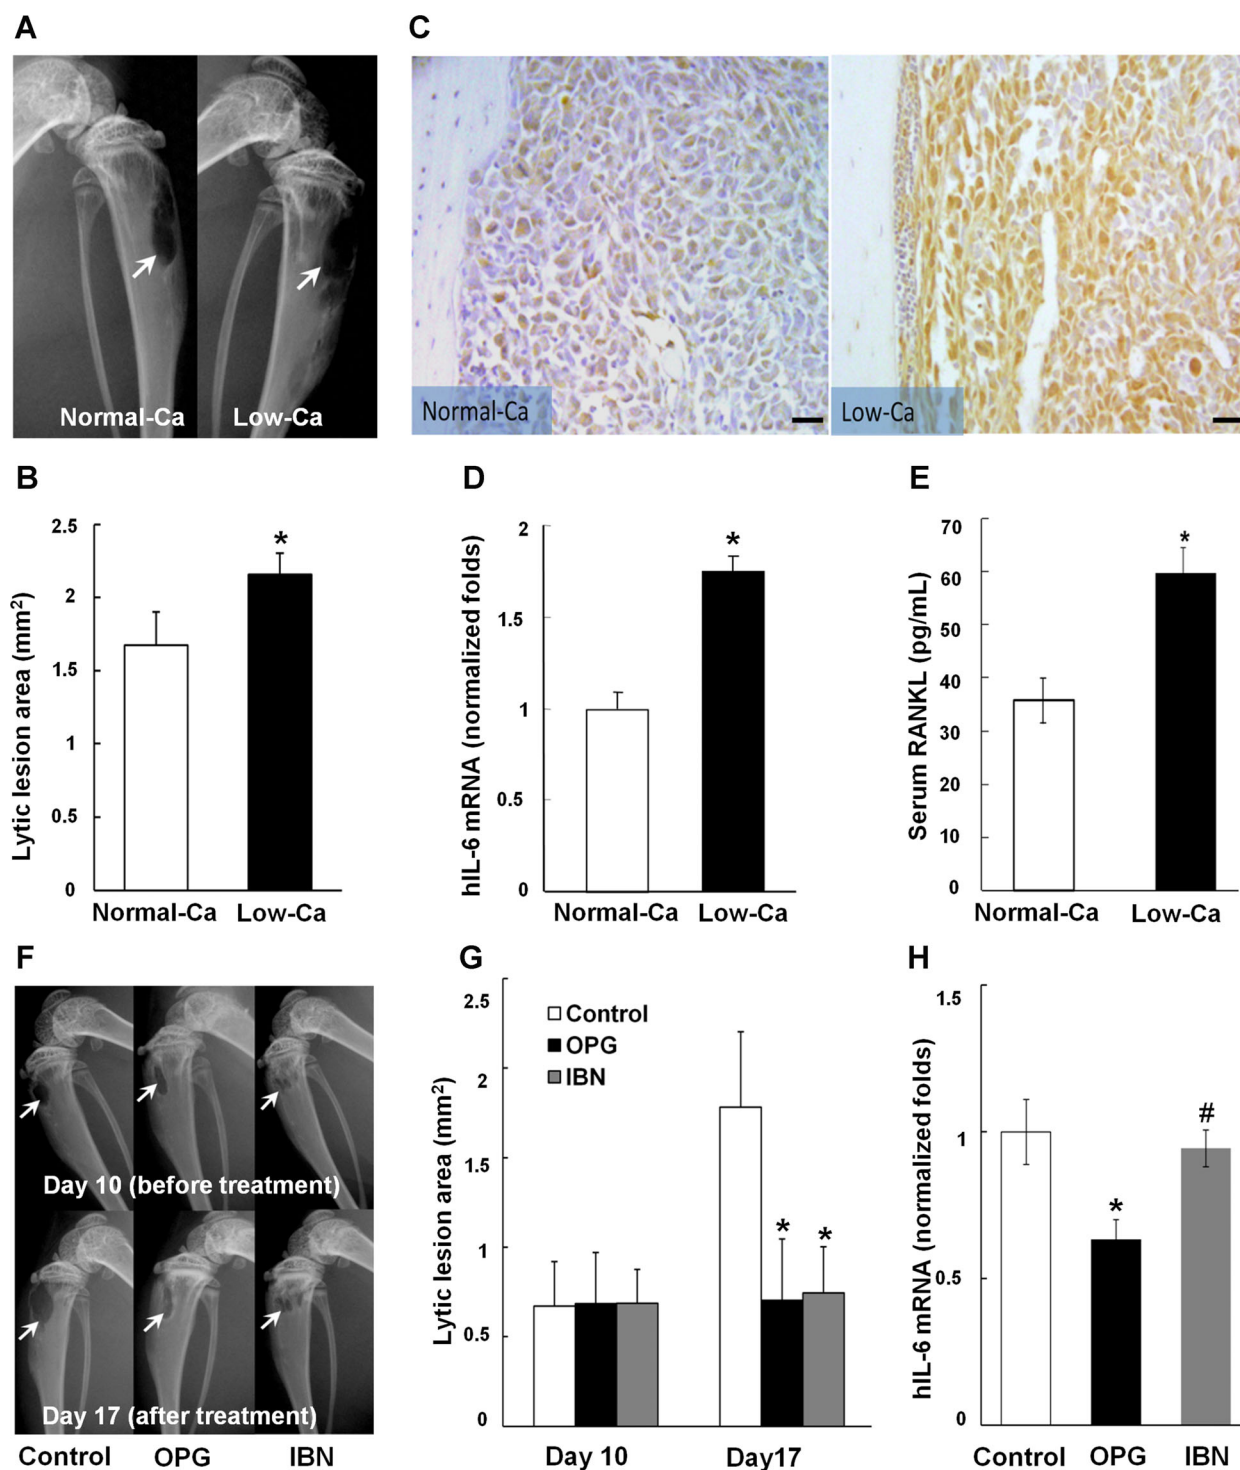 A
C
Normal-Ca
Low-Ca
Normal-Ca
Low-Ca
B
D
E
Lytic lesion area (mm²)
2.5
2
1.5
1
0.5
0
*
Normal-Ca
Low-Ca
hIL-6 mRNA (normalized folds)
2
1.5
1
0.5
0
*
Normal-Ca
Low-Ca
Serum RANKL (pg/mL)
70
60
50
40
30
20
10
0
*
Normal-Ca
Low-Ca
F
G
H
Day 10 (before treatment)
Day 17 (after treatment)
Control
OPG
IBN
Lytic lesion area (mm²)
2.5
2
1.5
1
0.5
0
Control
OPG
IBN
*
*
Day 10
Day17
hIL-6 mRNA (normalized folds)
1.5
1
0.5
0
*
#
Control
OPG
IBN